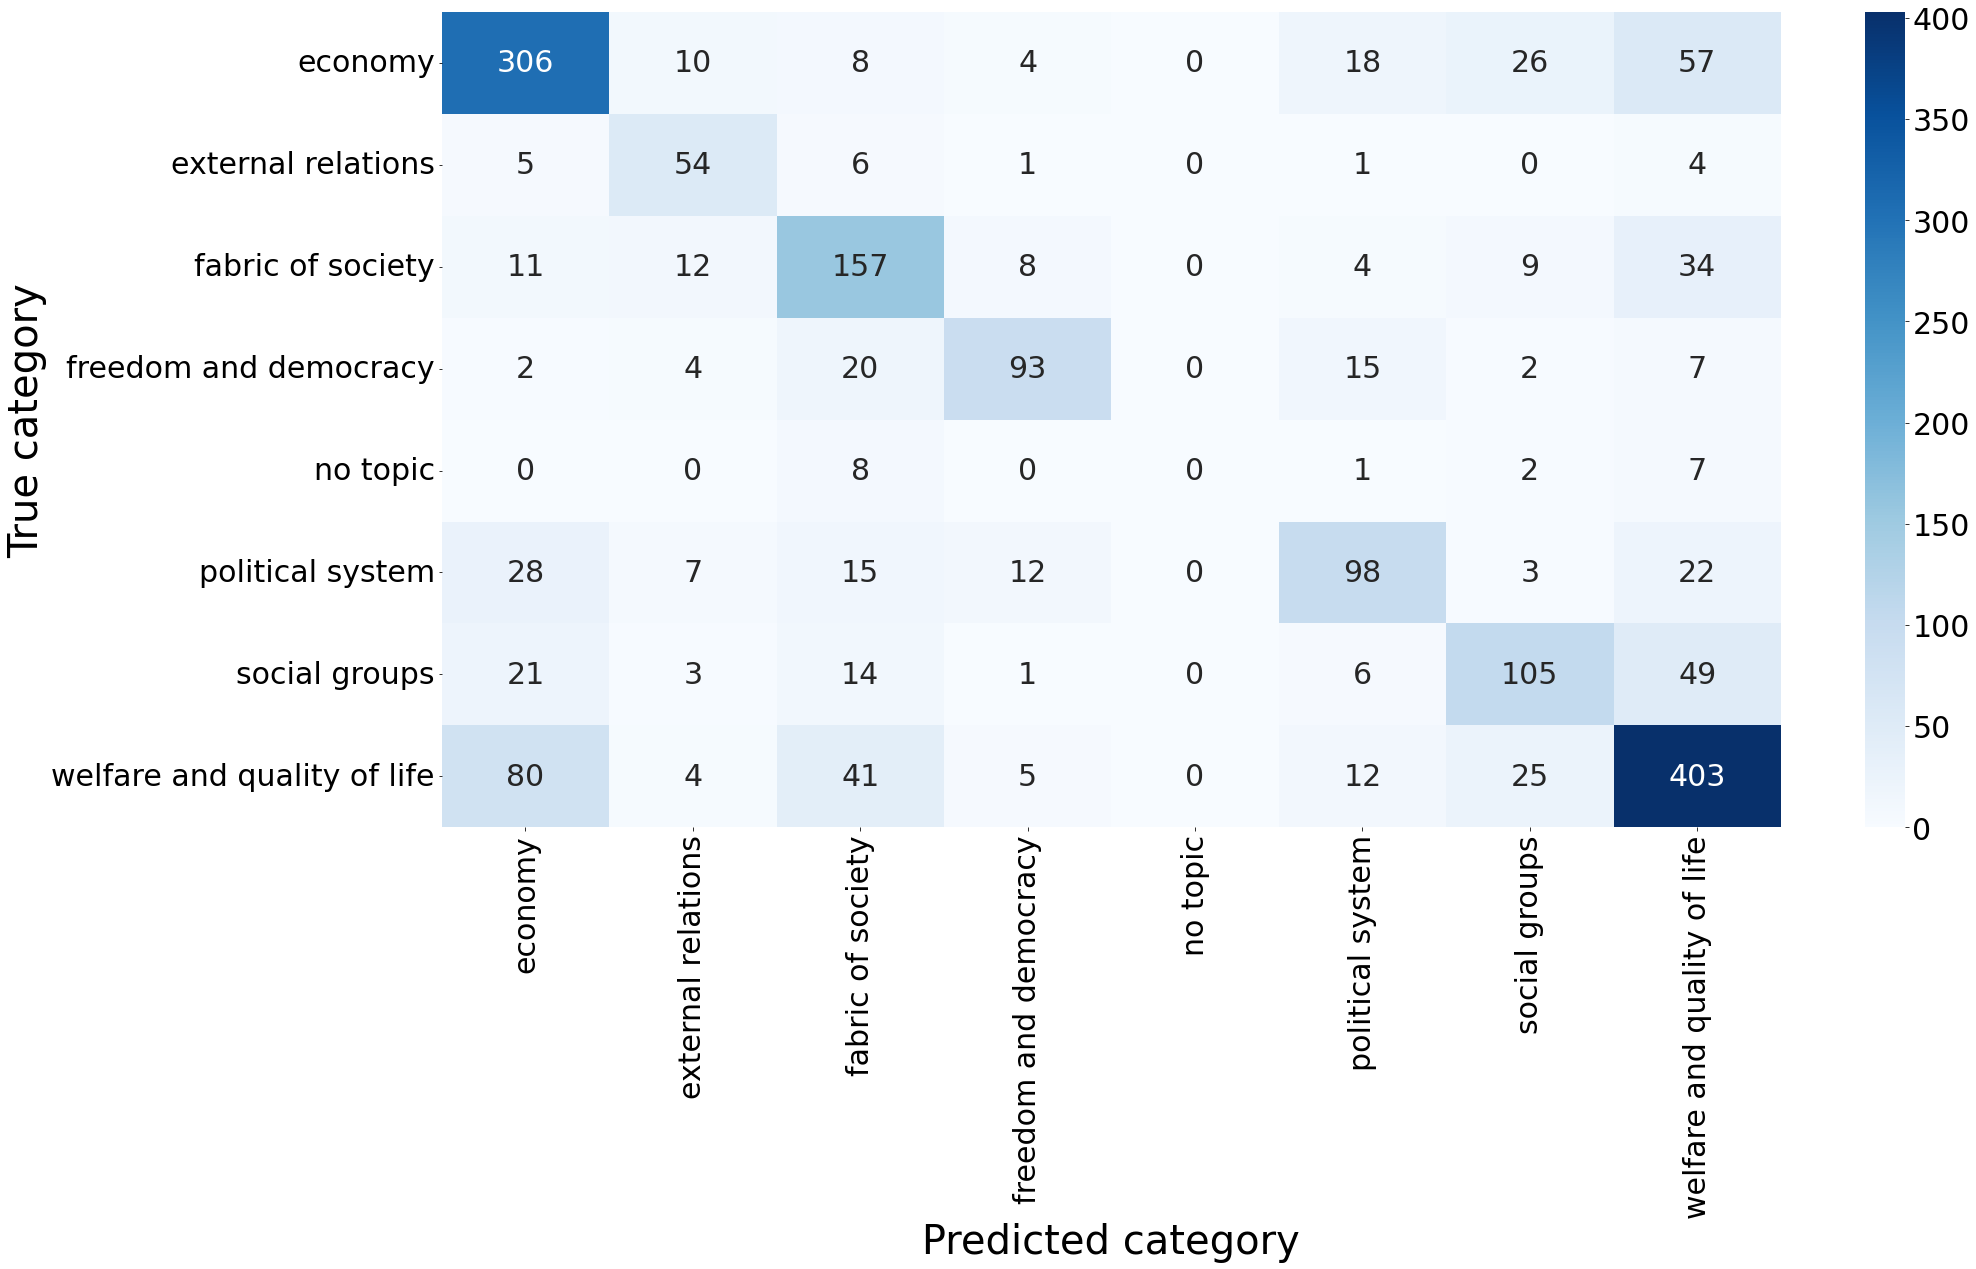 True category
economy 306 10 8 4 0 18 26 57
external relations 5 54 6 1 0 1 0 4
fabric of society 11 12 157 8 0 4 9 34
freedom and democracy 2 4 20 93 0 15 2 7
no topic 0 0 8 0 0 1 2 7
political system 28 7 15 12 0 98 3 22
social groups 21 3 14 1 0 6 105 49
welfare and quality of life 80 4 41 5 0 12 25 403
economy
external relations
fabric of society
freedom and democracy
no topic
political system
social groups
welfare and quality of life
Predicted category
400
350
300
250
200
150
100
50
0